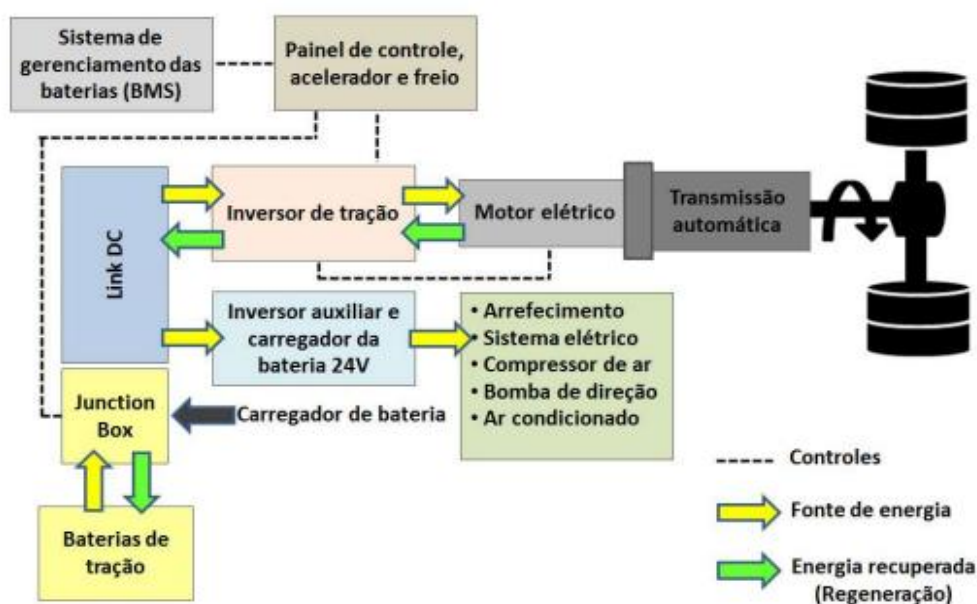 Sistema de
gerenciamento das
baterias (BMS)
Painel de controle,
acelerador e freio
Link DC
Inversor de tração
Motor elétrico
Transmissão
automática
Inversor auxiliar e
carregador da
bateria 24V
• Arrefecimento
• Sistema elétrico
• Compressor de ar
• Bomba de direção
• Ar condicionado
Junction
Box
Carregador de bateria
Baterias de
tração
Controles
Fonte de energia
Energia recuperada
(Regeneração)